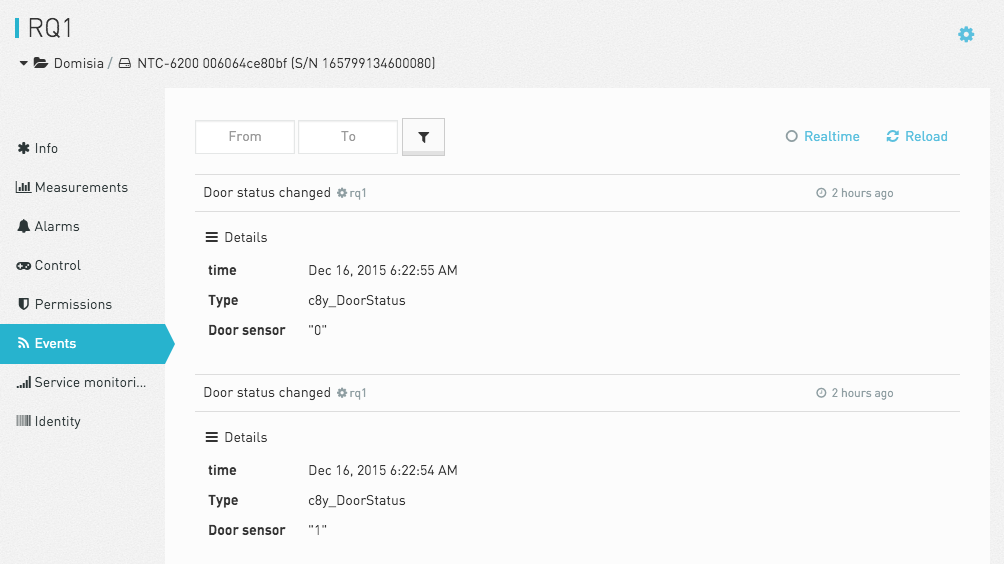 RQ1
Domisia / NTC-6200 006064ce80bf (S/N 165799134600080)
From To
Realtime Reload
Info
Measurements
Alarms
Control
Permissions
Events
Service monitori...
Identity
Door status changed rq1 2 hours ago
Details
time Dec 16, 2015 6:22:55 AM
Type c8y_DoorStatus
Door sensor "0"
Door status changed rq1 2 hours ago
Details
time Dec 16, 2015 6:22:54 AM
Type c8y_DoorStatus
Door sensor "1"